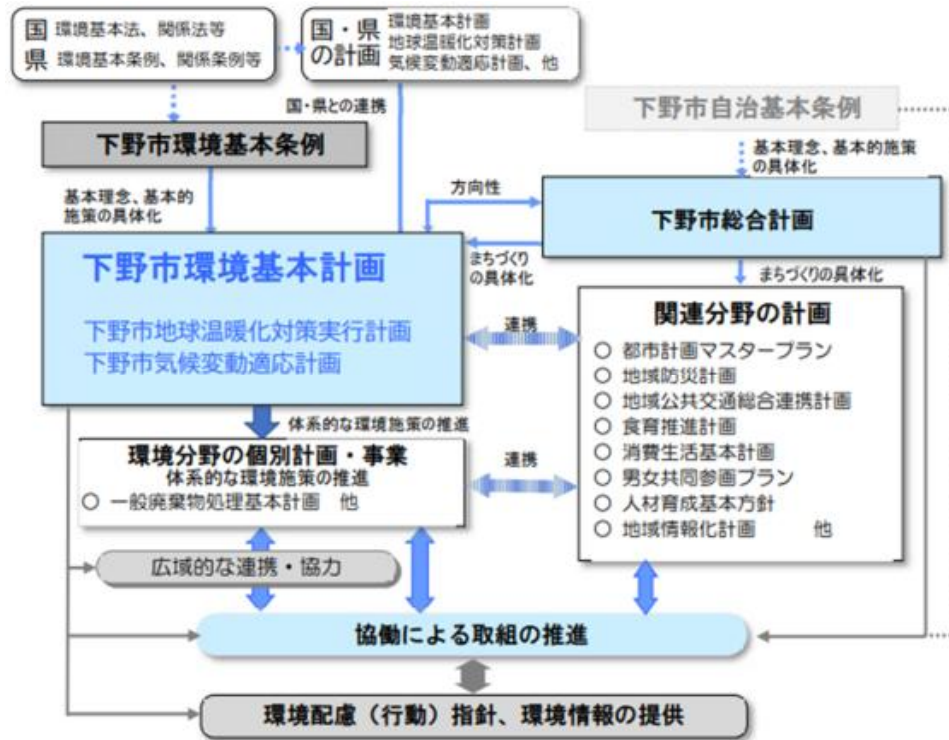 国 環境基本法、関係法等
県 環境基本条例、関係条例等
国・県の計画
環境基本計画
地球温暖化対策計画
気候変動適応計画、他
国・県との連携
下野市自治基本条例
下野市環境基本条例
基本理念、基本的施策
の具体化
基本理念、基本的
施策の具体化
方向性
下野市総合計画
下野市環境基本計画
まちづくり
の具体化
まちづくりの具体化
下野市地球温暖化対策実行計画
下野市気候変動適応計画
連携
関連分野の計画
○ 都市計画マスタープラン
○ 地域防災計画
○ 地域公共交通総合連携計画
○ 食育推進計画
○ 消費生活基本計画
○ 男女共同参画プラン
○ 人材育成基本方針
○ 地域情報化計画 他
体系的な環境施策の推進
環境分野の個別計画・事業
体系的な環境施策の推進
○ 一般廃棄物処理基本計画 他
連携
広域的な連携・協力
協働による取組の推進
環境配慮（行動）指針、環境情報の提供